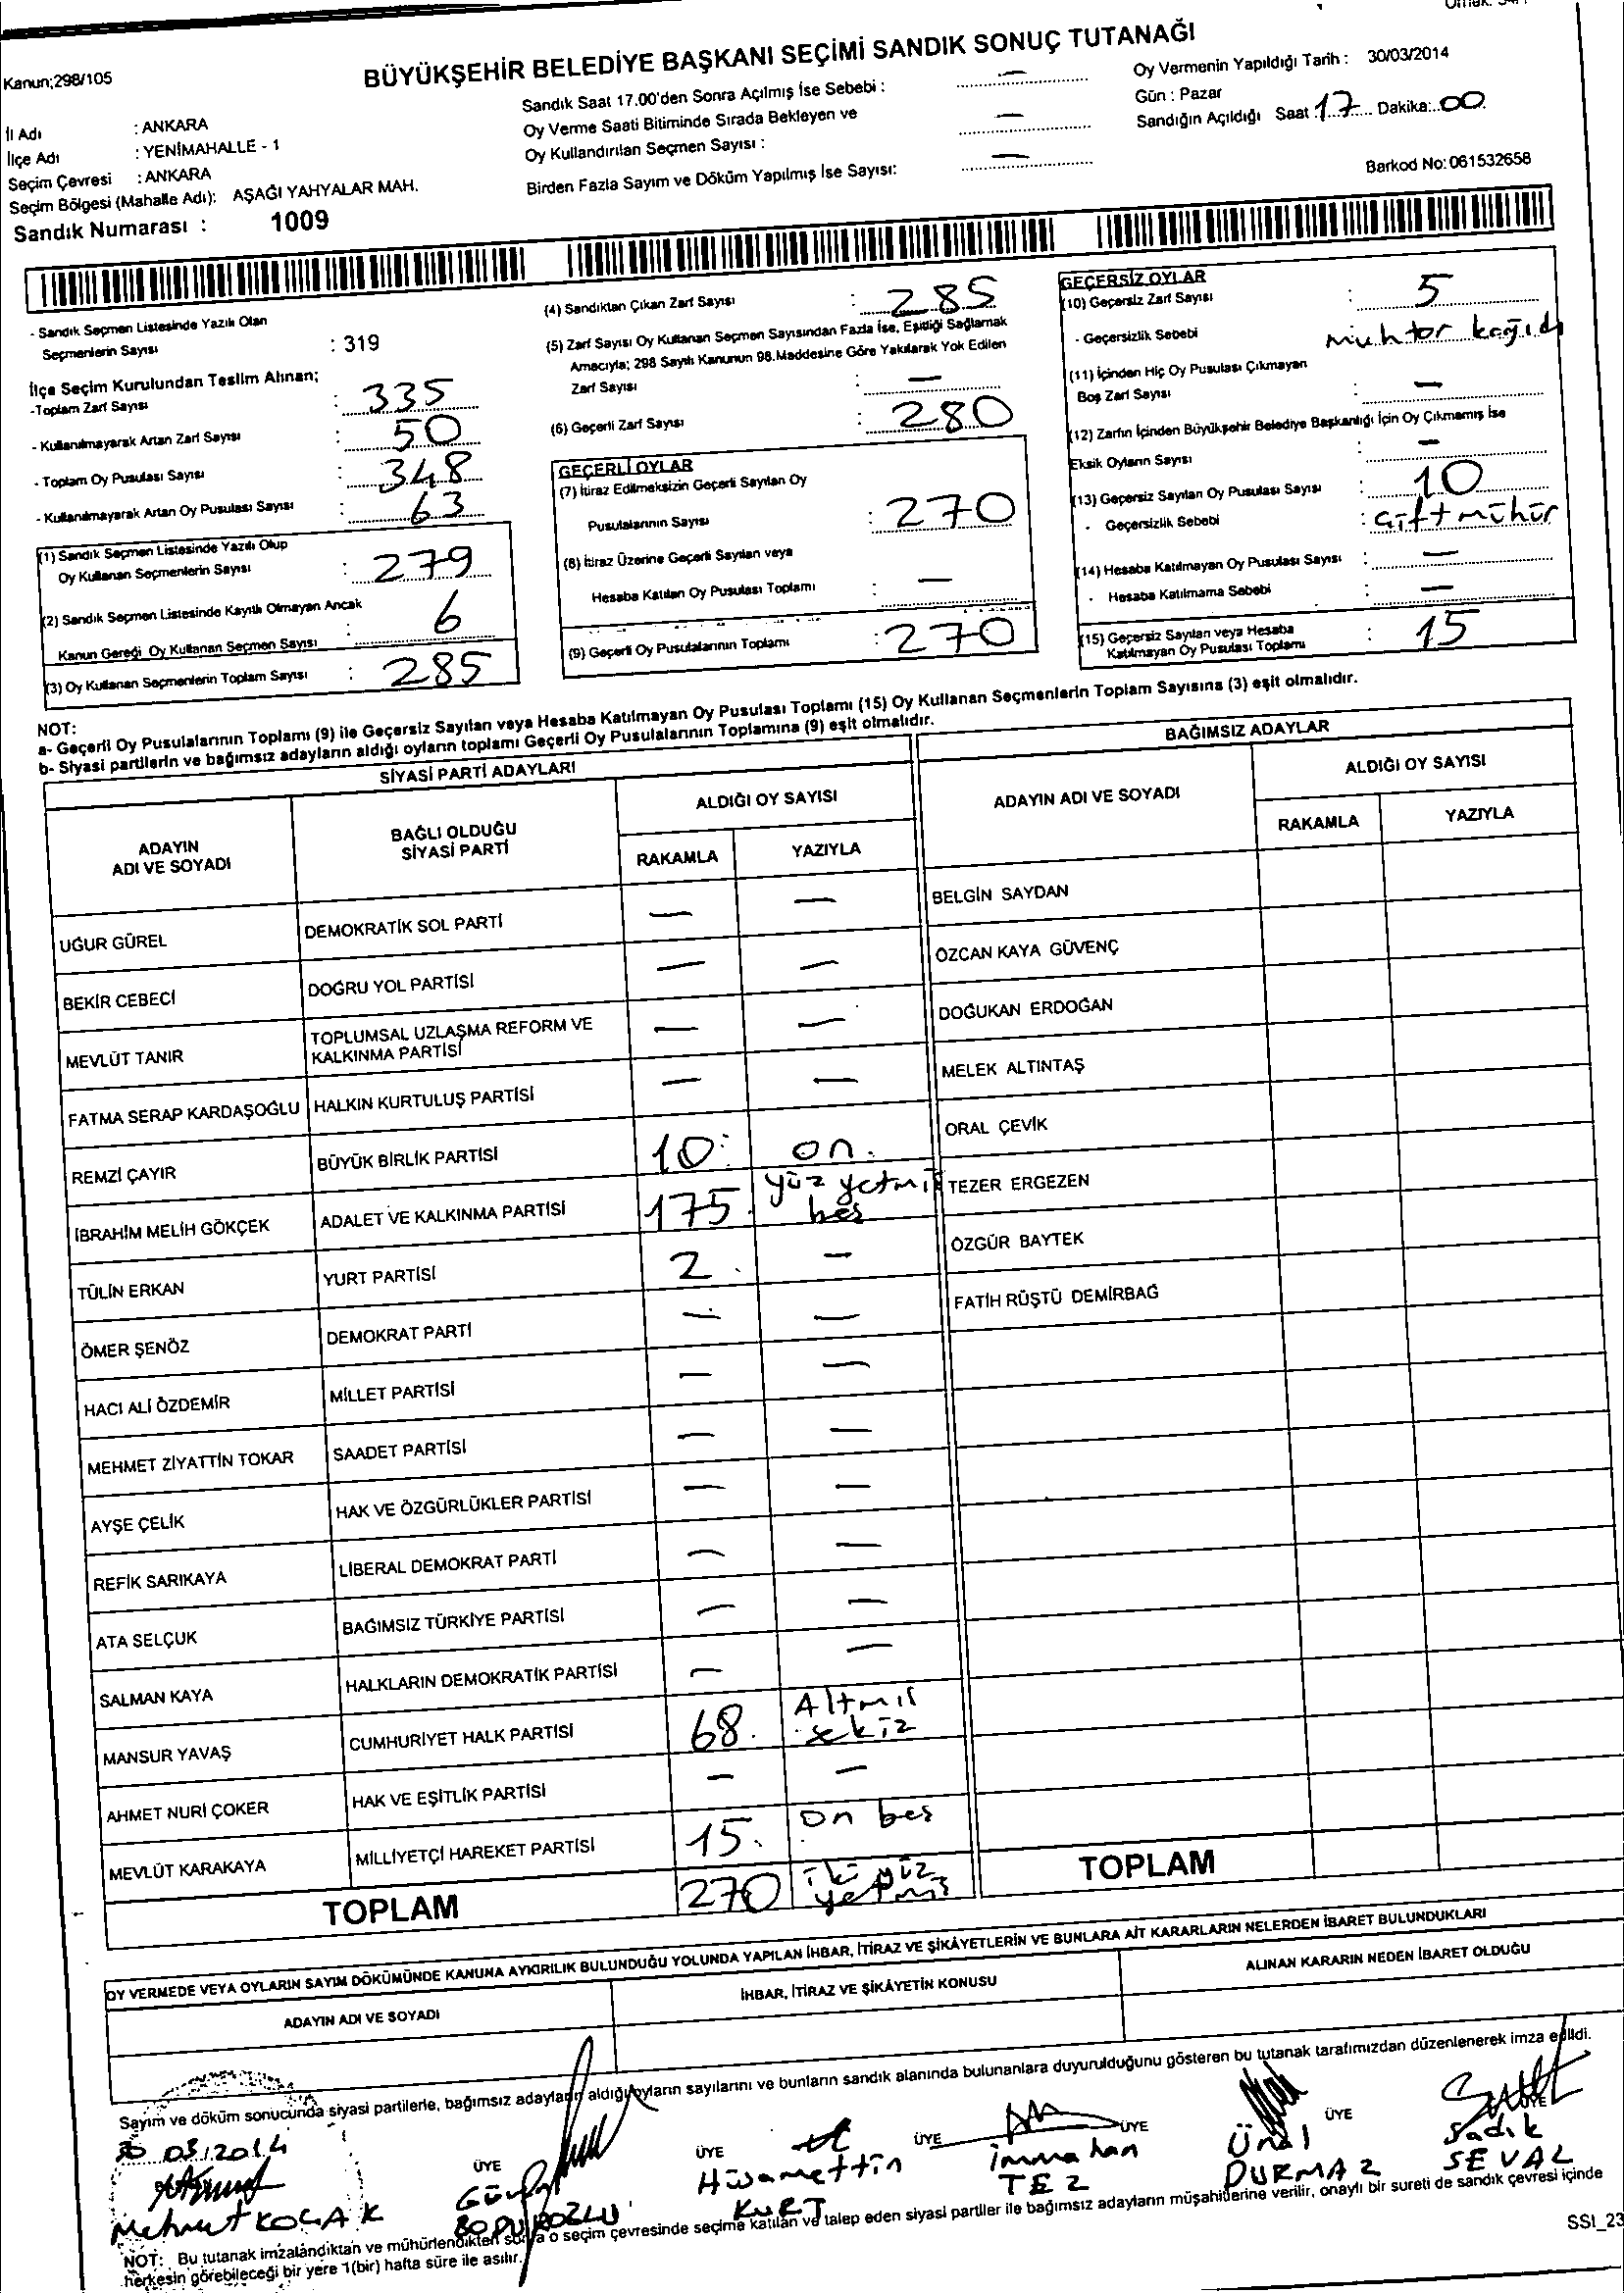 Kanun;298/105
BÜYÜKŞEHİR BELEDİYE BAŞKANI SEÇİMİ SANDIK SONUÇ TUTANAĞI
İl Adı : ANKARA
İlçe Adı : YENİMAHALLE - 1
Seçim Çevresi : ANKARA
Seçim Bölgesi (Mahalle Adı): AŞAĞI YAHYALAR MAH.
Sandık Numarası : 1009
Sandık Saat 17.00'den Sonra Açılmış İse Sebebi : —
Oy Verme Saati Bitiminde Sırada Bekleyen ve
Oy Kullandırılan Seçmen Sayısı : —
Birden Fazla Sayım ve Döküm Yapılmış İse Sayısı: —
Oy Vermenin Yapıldığı Tarih : 30/03/2014
Gün : Pazar
Sandığın Açıldığı Saat : 17 Dakika: 00
Barkod No: 061532658
- Sandık Seçmen Listesinde Yazılı Olan
Seçmenlerin Sayısı : 319
İlçe Seçim Kurulundan Teslim Alınan;
-Toplam Zarf Sayısı : 335
- Kullanılmayarak Artan Zarf Sayısı : 50
- Toplam Oy Pusulası Sayısı : 348
- Kullanılmayarak Artan Oy Pusulası Sayısı : 63
(1) Sandık Seçmen Listesinde Yazılı Olup
Oy Kullanan Seçmenlerin Sayısı : 279
(2) Sandık Seçmen Listesinde Kayıtlı Olmayan Ancak
Kanun Gereği Oy Kullanan Seçmen Sayısı : 6
(3) Oy Kullanan Seçmenlerin Toplam Sayısı : 285
(4) Sandıktan Çıkan Zarf Sayısı : 285
(5) Zarf Sayısı Oy Kullanan Seçmen Sayısından Fazla İse, Eşitliği Sağlamak
Amacıyla; 298 Sayılı Kanunun 98.Maddesine Göre Yakılarak Yok Edilen
Zarf Sayısı : —
(6) Geçerli Zarf Sayısı : 280
GEÇERLİ OYLAR
(7) İtiraz Edilmeksizin Geçerli Sayılan Oy
Pusulalarının Sayısı : 270
(8) İtiraz Üzerine Geçerli Sayılan veya
Hesaba Katılan Oy Pusulası Toplamı : —
(9) Geçerli Oy Pusulalarının Toplamı : 270
GEÇERSİZ OYLAR
(10) Geçersiz Zarf Sayısı : 5
- Geçersizlik Sebebi : Muhtar kağıdı
(11) İçinden Hiç Oy Pusulası Çıkmayan
Boş Zarf Sayısı : —
(12) Zarfın İçinden Büyükşehir Belediye Başkanlığı İçin Oy Çıkmamış İse
Eksik Oyların Sayısı : —
(13) Geçersiz Sayılan Oy Pusulası Sayısı : 10
- Geçersizlik Sebebi : çift mühür
(14) Hesaba Katılmayan Oy Pusulası Sayısı : —
- Hesaba Katılmama Sebebi : —
(15) Geçersiz Sayılan veya Hesaba
Katılmayan Oy Pusulası Toplamı : 15
NOT:
a- Geçerli Oy Pusulalarının Toplamı (9) ile Geçersiz Sayılan veya Hesaba Katılmayan Oy Pusulası Toplamı (15) Oy Kullanan Seçmenlerin Toplam Sayısına (3) eşit olmalıdır.
b- Siyasi partilerin ve bağımsız adayların aldığı oyların toplamı Geçerli Oy Pusulalarının Toplamına (9) eşit olmalıdır.
SİYASİ PARTİ ADAYLARI
ADAYIN ADI VE SOYADI
BAĞLI OLDUĞU SİYASİ PARTİ
ALDIĞI OY SAYISI
RAKAMLA YAZIYLA
UĞUR GÜREL DEMOKRATİK SOL PARTİ — —
BEKİR CEBECİ DOĞRU YOL PARTİSİ — —
MEVLÜT TANIR TOPLUMSAL UZLAŞMA REFORM VE KALKINMA PARTİSİ — —
FATMA SERAP KARDAŞOĞLU HALKIN KURTULUŞ PARTİSİ — —
REMZİ ÇAYIR BÜYÜK BİRLİK PARTİSİ 10 on.
İBRAHİM MELİH GÖKÇEK ADALET VE KALKINMA PARTİSİ 175. yüz yetmiş beş
TÜLİN ERKAN YURT PARTİSİ 2. —
ÖMER ŞENÖZ DEMOKRAT PARTİ — —
HACI ALİ ÖZDEMİR MİLLET PARTİSİ — —
MEHMET ZİYATTİN TOKAR SAADET PARTİSİ — —
AYŞE ÇELİK HAK VE ÖZGÜRLÜKLER PARTİSİ — —
REFİK SARIKAYA LİBERAL DEMOKRAT PARTİ — —
ATA SELÇUK BAĞIMSIZ TÜRKİYE PARTİSİ — —
SALMAN KAYA HALKLARIN DEMOKRATİK PARTİSİ — —
MANSUR YAVAŞ CUMHURİYET HALK PARTİSİ 68. Altmış sekiz
AHMET NURİ ÇOKER HAK VE EŞİTLİK PARTİSİ — —
MEVLÜT KARAKAYA MİLLİYETÇİ HAREKET PARTİSİ 15. on beş
TOPLAM 270 iki yüz yetmiş
BAĞIMSIZ ADAYLAR
ADAYIN ADI VE SOYADI
ALDIĞI OY SAYISI
RAKAMLA YAZIYLA
BELGİN SAYDAN
ÖZCAN KAYA GÜVENÇ
DOĞUKAN ERDOĞAN
MELEK ALTINTAŞ
ORAL ÇEVİK
TEZER ERGEZEN
ÖZGÜR BAYTEK
FATİH RÜŞTÜ DEMİRBAĞ
TOPLAM
OY VERMEDE VEYA OYLARIN SAYIM DÖKÜMÜNDE KANUNA AYKIRILIK BULUNDUĞU YOLUNDA YAPILAN İHBAR, İTİRAZ VE ŞİKÂYETLERİN VE BUNLARA AİT KARARLARIN NELERDEN İBARET BULUNDUKLARI
ADAYIN ADI VE SOYADI
İHBAR, İTİRAZ VE ŞİKÂYETİN KONUSU
ALINAN KARARIN NEDEN İBARET OLDUĞU
Sayım ve döküm sonucunda siyasi partilerle, bağımsız adayların aldığı oyların sayılarını ve bunların sandık alanında bulunanlara duyurulduğunu gösteren bu tutanak tarafımızdan düzenlenerek imza edildi.
30.03.2014
ÜYE ÜYE ÜYE ÜYE ÜYE
Mehmet KOÇAK
Hüsamettin KURT
TEZ
Ünal DURMAZ
Sadık SEVAL
NOT: Bu tutanak imzalandıktan ve mühürlendikten sonra o seçim çevresinde seçime katılan ve talep eden siyasi partiler ile bağımsız adayların müşahitlerine verilir, onaylı bir sureti de sandık çevresi içinde
herkesin görebileceği bir yere 1(bir) hafta süre ile asılır.
SSI_23